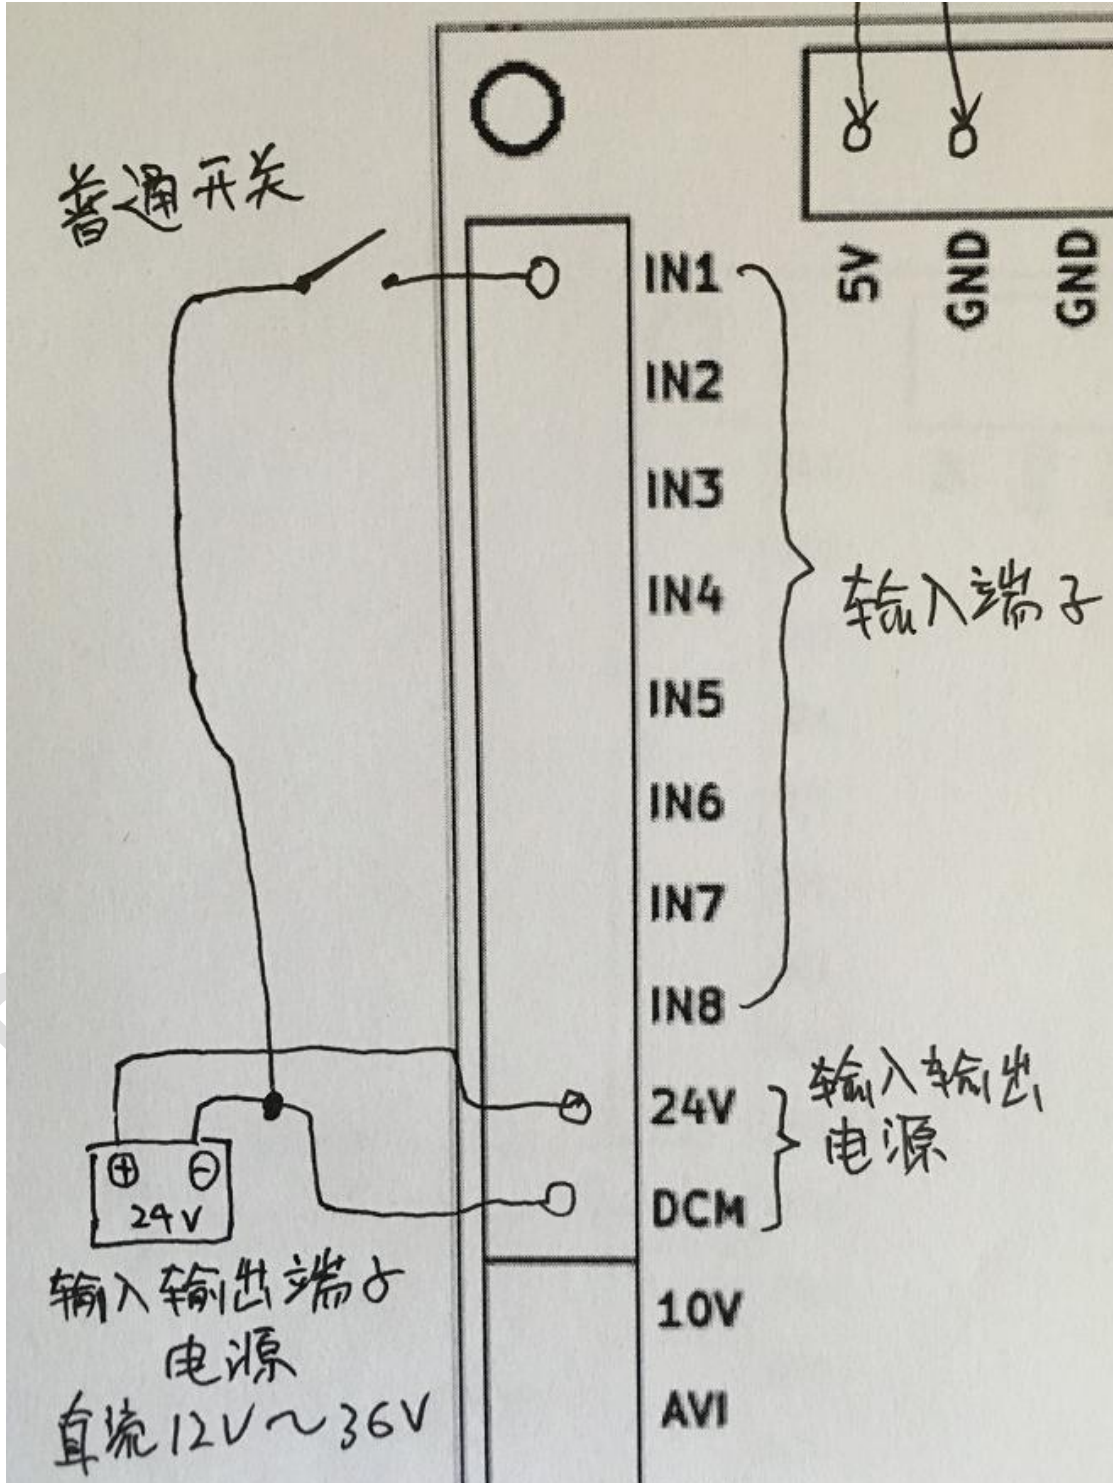 普通开关
5V
GND
GND
IN1
IN2
IN3
IN4
输入端子
IN5
IN6
IN7
IN8
24V
DCM
输入输出
电源
+ -
24V
输入输出端子
电源
直流12V～36V
10V
AVI